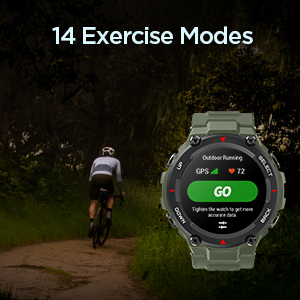 14 Exercise Modes
Outdoor Running
GPS 72
GO
Tighten the watch to get more
accurate data.
UP
SELECT
DOWN
BACK